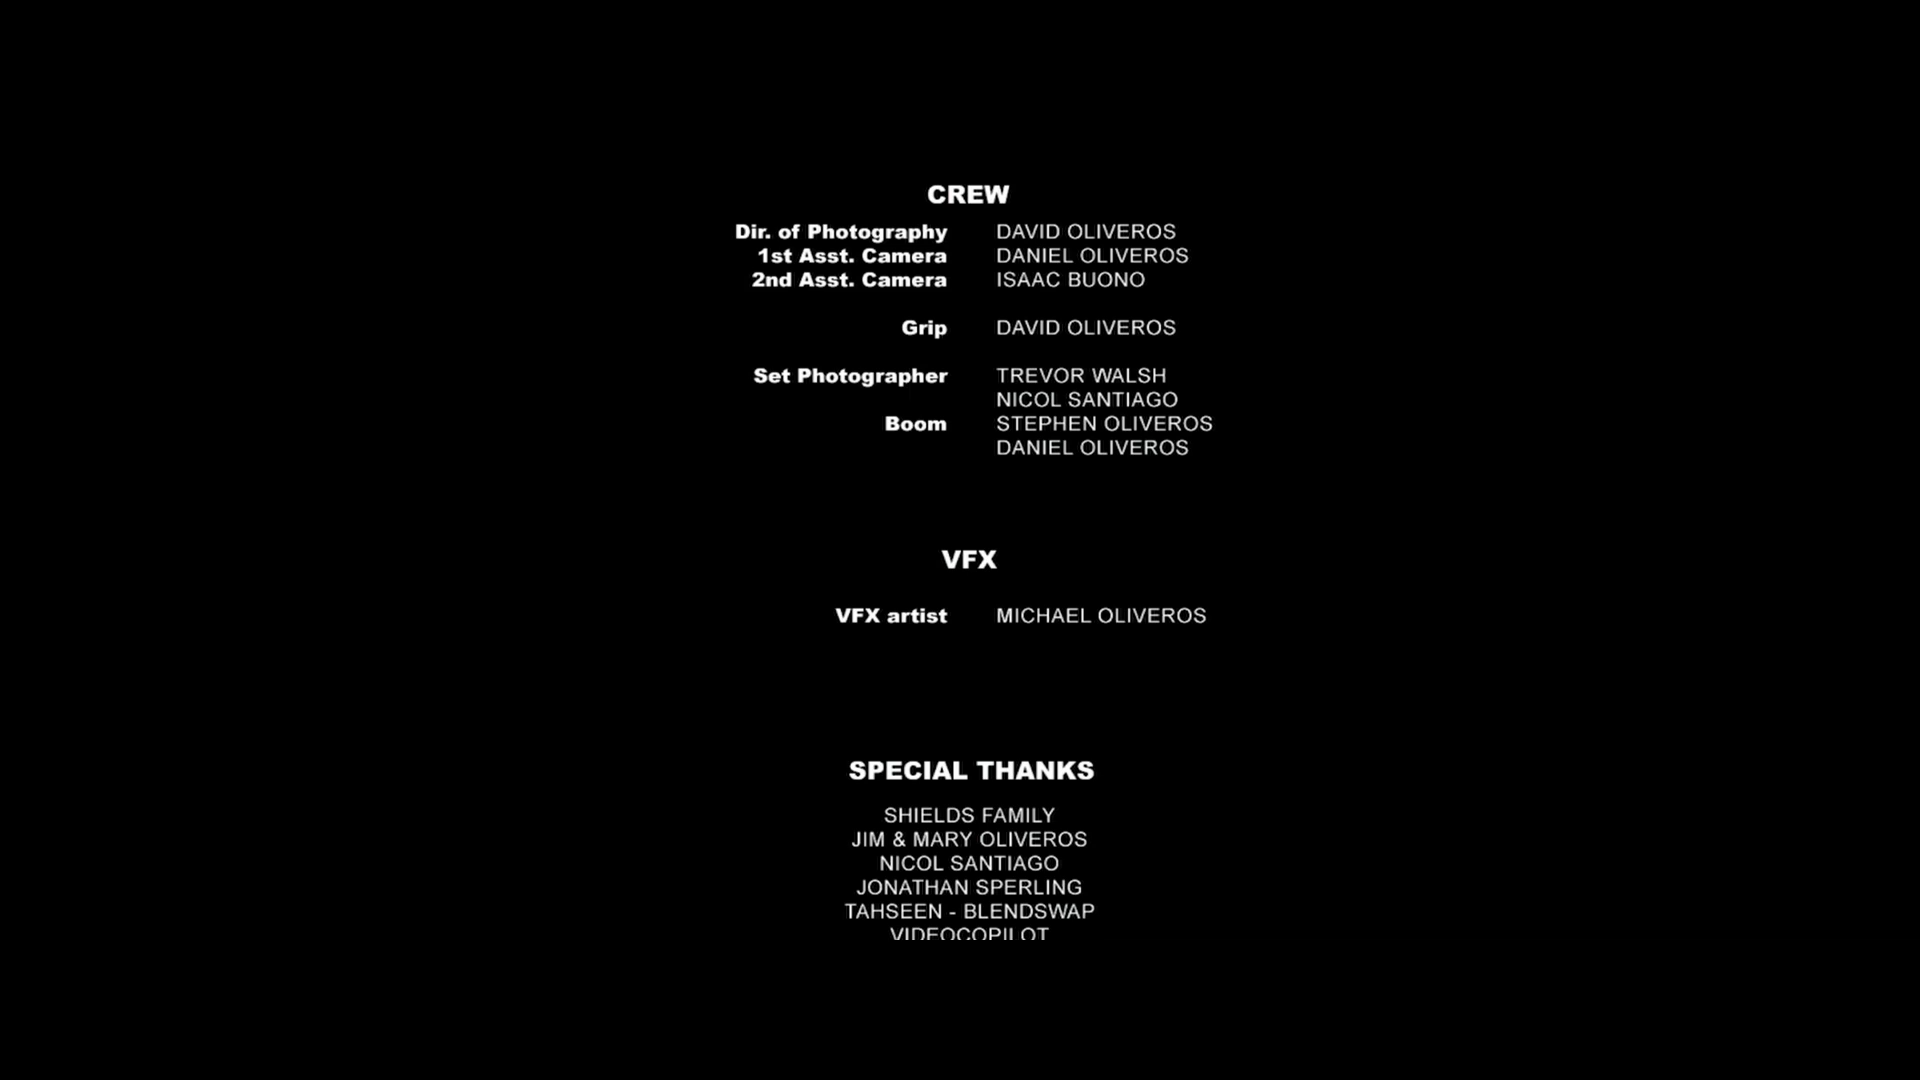 CREW
Dir. of Photography DAVID OLIVEROS
1st Asst. Camera DANIEL OLIVEROS
2nd Asst. Camera ISAAC BUONO
Grip DAVID OLIVEROS
Set Photographer TREVOR WALSH
NICOL SANTIAGO
Boom STEPHEN OLIVEROS
DANIEL OLIVEROS
VFX
VFX artist MICHAEL OLIVEROS
SPECIAL THANKS
SHIELDS FAMILY
JIM & MARY OLIVEROS
NICOL SANTIAGO
JONATHAN SPERLING
TAHSEEN - BLENDSWAP
VIDEOCOPILOT